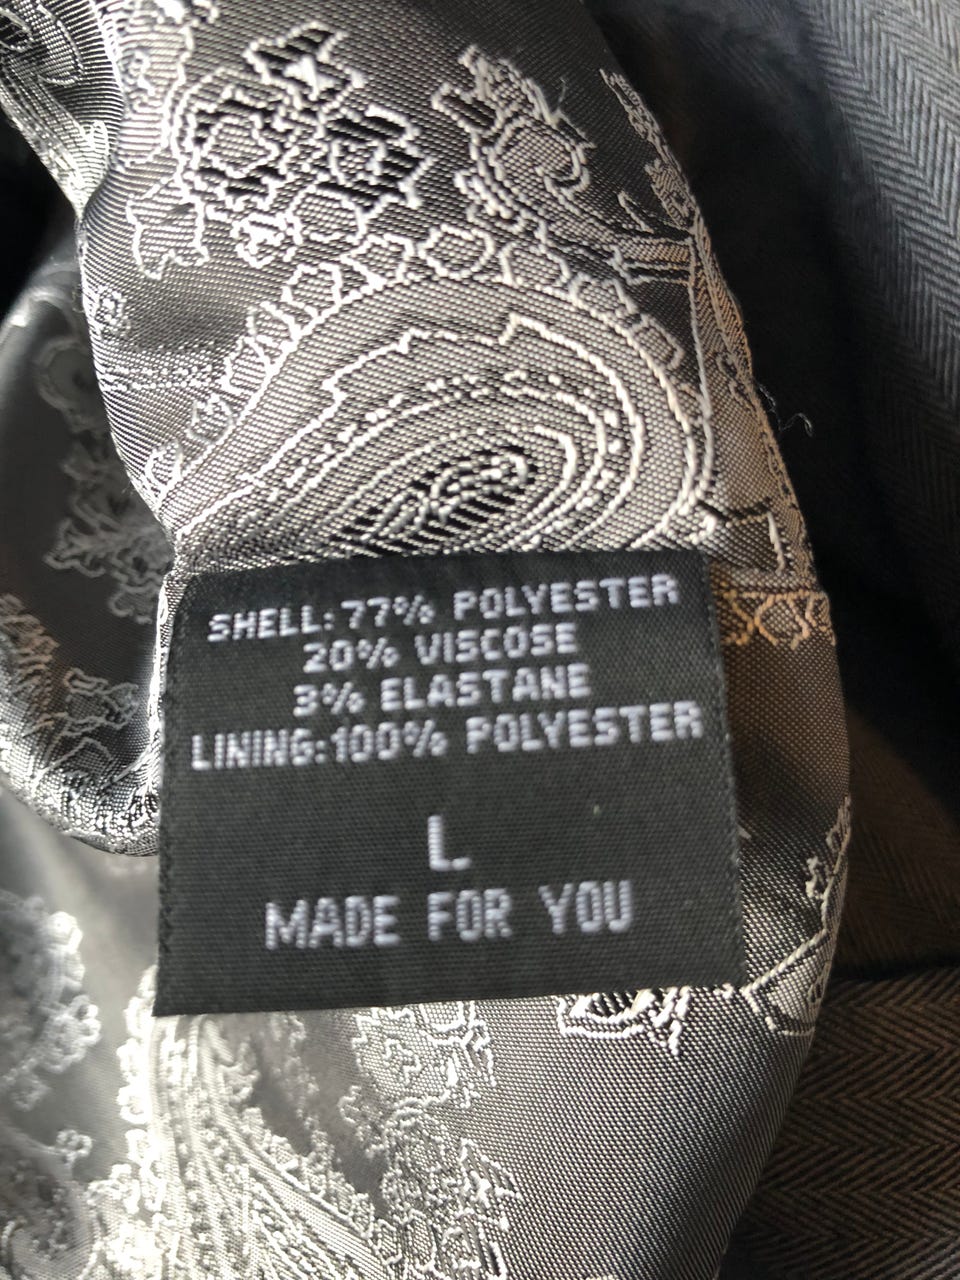 SHELL:77% POLYESTER
20% VISCOSE
3% ELASTANE
LINING:100% POLYESTER
L
MADE FOR YOU